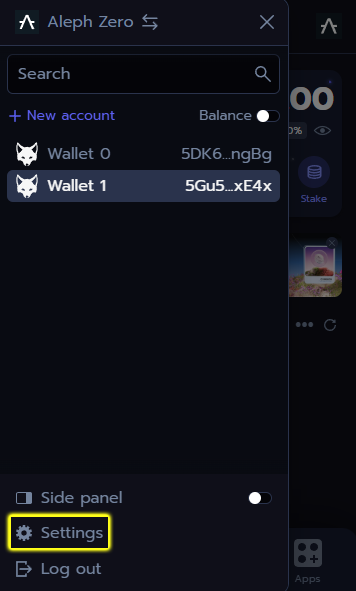 Aleph Zero
Search
New account
Balance
Wallet 0 5DK6...ngBg
Wallet 1 5Gu5...xE4x
Side panel
Settings
Log out
00
0%
Stake
Apps